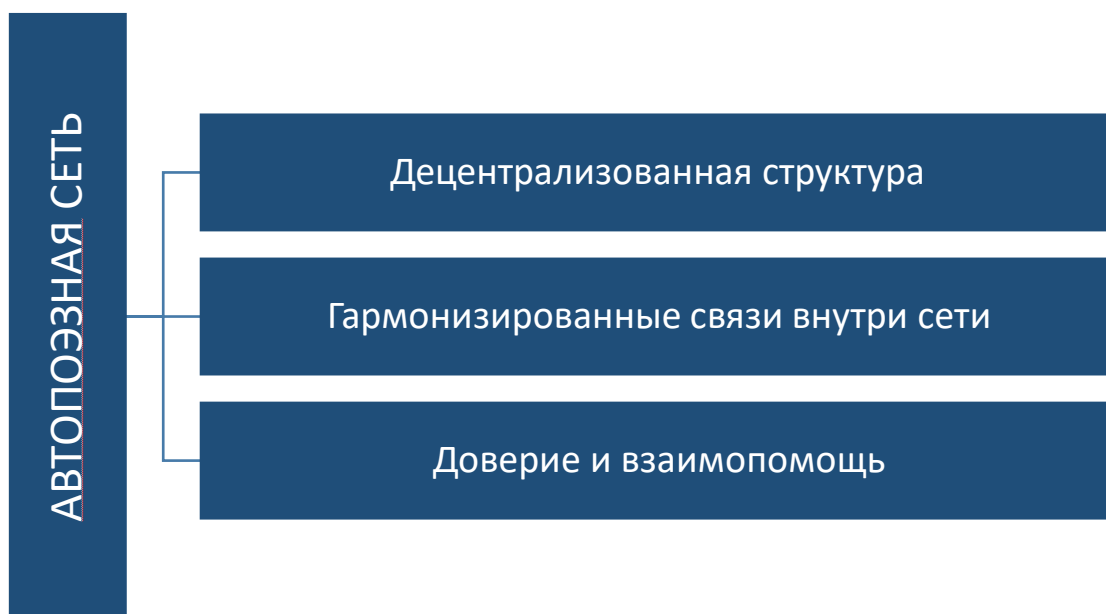 АВТОПОЭЗНАЯ СЕТЬ
Децентрализованная структура
Гармонизированные связи внутри сети
Доверие и взаимопомощь